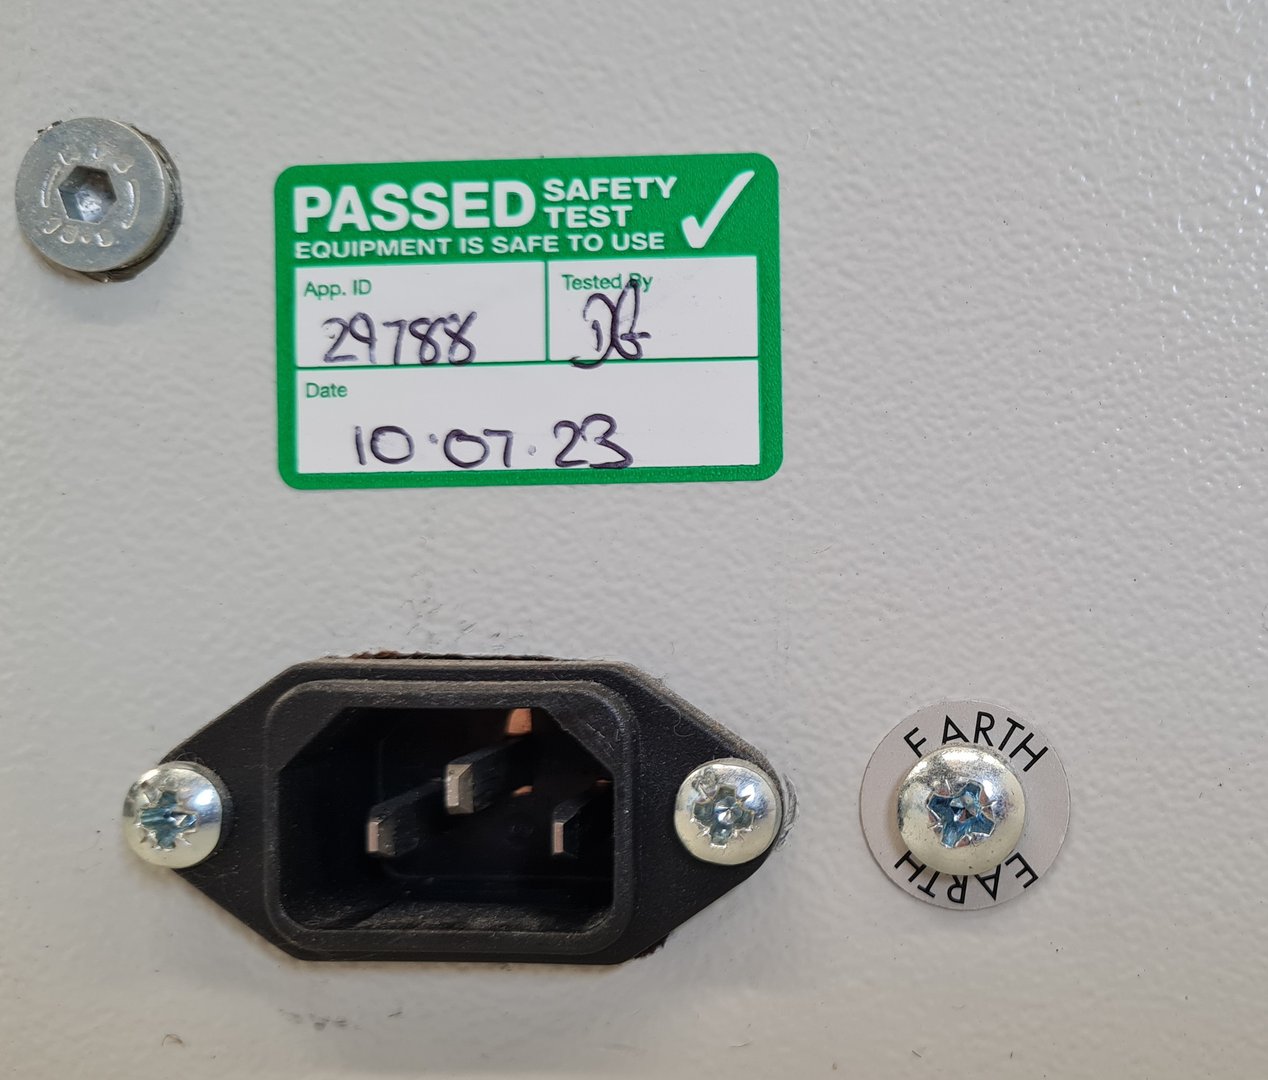 PASSED SAFETY TEST
EQUIPMENT IS SAFE TO USE
App. ID
29788
Tested By
DG
Date
10·07·23
EARTH
EARTH